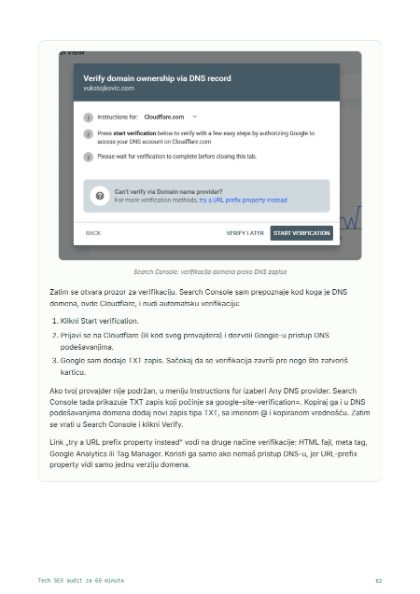 erview
Verify domain ownership via DNS record
vukstojkovic.com
1 Instructions for: Cloudflare.com
2 Press start verification below to verify with a few easy steps by authorizing Google to
access your DNS account on Cloudflare.com
3 Please wait for verification to complete before closing this tab.
Can't verify via Domain name provider?
For more verification methods, try a URL prefix property instead
BACK VERIFY LATER START VERIFICATION
Search Console: verifikacija domena preko DNS zapisa
Zatim se otvara prozor za verifikaciju. Search Console sam prepoznaje kod koga je DNS
domena, ovde Cloudflare, i nudi automatsku verifikaciju:
1. Klikni Start verification.
2. Prijavi se na Cloudflare (ili kod svog provajdera) i dozvoli Google-u pristup DNS
podešavanjima.
3. Google sam dodaje TXT zapis. Sačekaj da se verifikacija završi pre nego što zatvoriš
karticu.
Ako tvoj provajder nije podržan, u meniju Instructions for izaberi Any DNS provider. Search
Console tada prikazuje TXT zapis koji počinje sa google-site-verification=. Kopiraj ga i u DNS
podešavanjima domena dodaj novi zapis tipa TXT, sa imenom @ i kopiranom vrednošću. Zatim
se vrati u Search Console i klikni Verify.
Link „try a URL prefix property instead" vodi na druge načine verifikacije: HTML fajl, meta tag,
Google Analytics ili Tag Manager. Koristi ga samo ako nemaš pristup DNS-u, jer URL-prefix
property vidi samo jednu verziju domena.
Tech SEO audit za 60 minuta 62